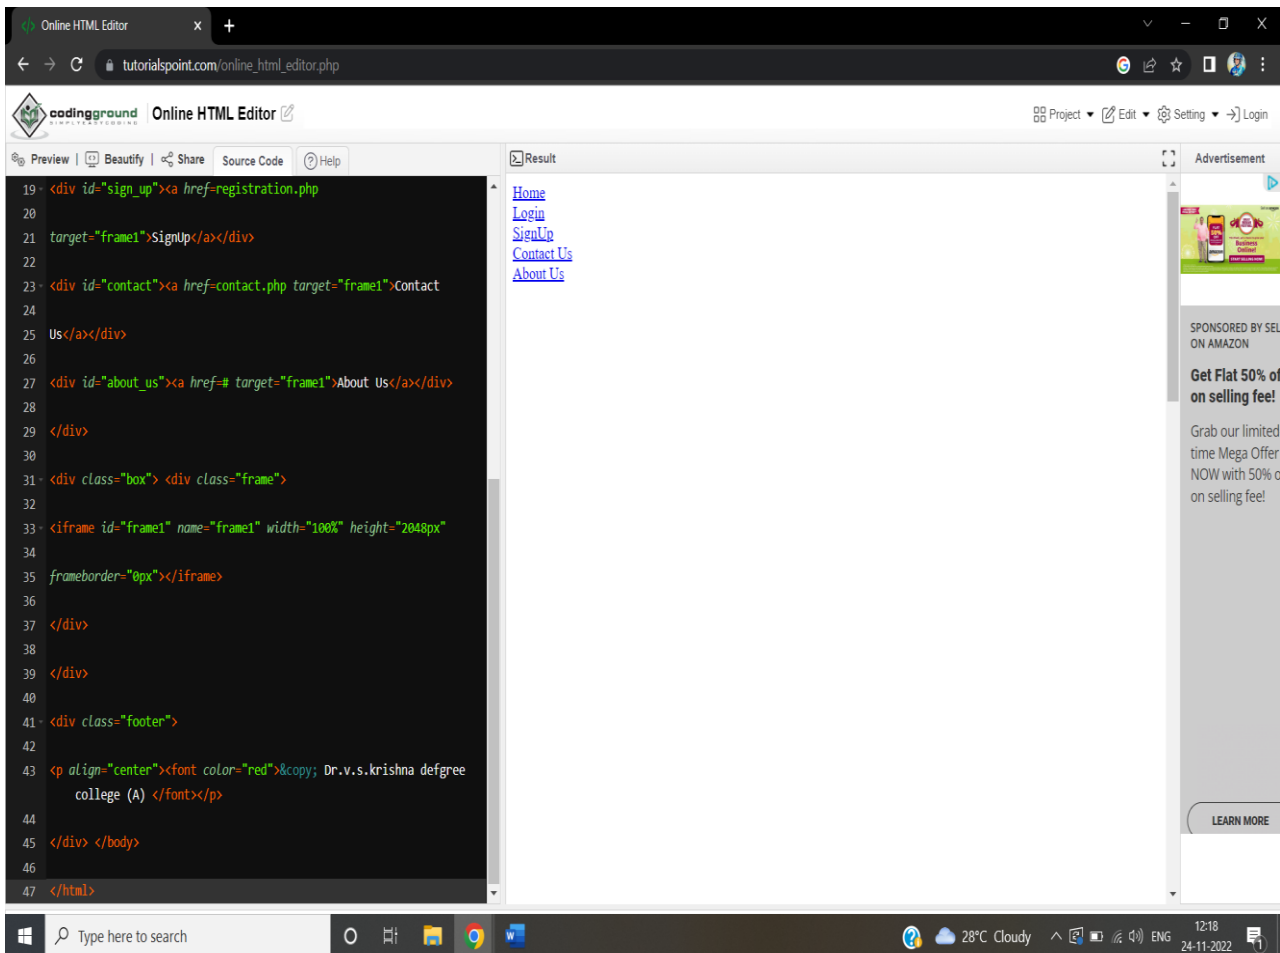 Online HTML Editor
tutorialspoint.com/online_html_editor.php
codingground Online HTML Editor
SIMPLYEASYCODING
Project Edit Setting Login
Preview | Beautify | Share Source Code Help
Result
Advertisement
19 <div id="sign_up"><a href=registration.php
20
21 target="frame1">SignUp</a></div>
22
23 <div id="contact"><a href=contact.php target="frame1">Contact
24
25 Us</a></div>
26
27 <div id="about_us"><a href=# target="frame1">About Us</a></div>
28
29 </div>
30
31 <div class="box"> <div class="frame">
32
33 <iframe id="frame1" name="frame1" width="100%" height="2048px"
34
35 frameborder="0px"></iframe>
36
37 </div>
38
39 </div>
40
41 <div class="footer">
42
43 <p align="center"><font color="red">&copy; Dr.v.s.krishna defgree
college (A) </font></p>
44
45 </div> </body>
46
47 </html>
Home
Login
SignUp
Contact Us
About Us
Business
Online!
START SELLING NOW!
SPONSORED BY SEL
ON AMAZON
Get Flat 50% of
on selling fee!
Grab our limited
time Mega Offer
NOW with 50% o
on selling fee!
LEARN MORE
Type here to search
28°C Cloudy
ENG
12:18
24-11-2022
1